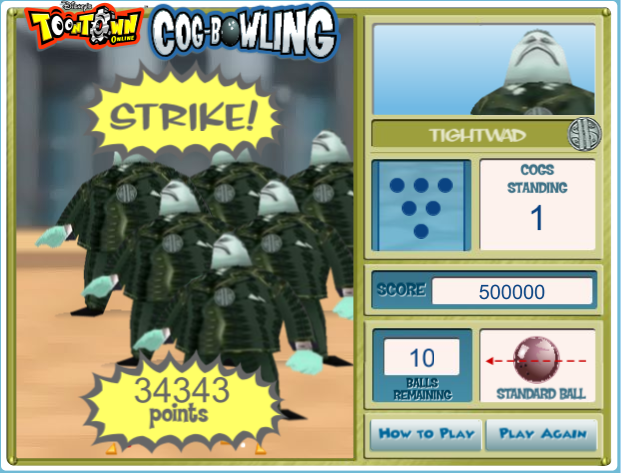 Disney's
TOONTOWN
ONLINE
COG-BOWLING
STRIKE!
34343
points
TIGHTWAD
COGS
STANDING
1
SCORE
500000
10
BALLS
REMAINING
STANDARD BALL
HOW TO PLAY
PLAY AGAIN